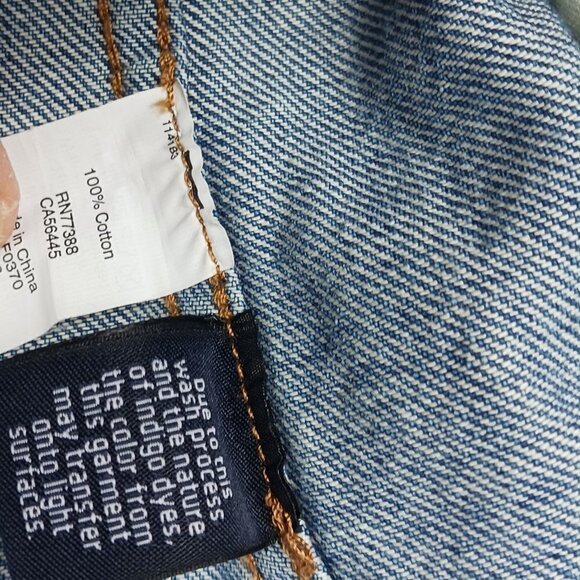 114183
100% Cotton
RN77388
CA56445
in China
F0370
DUE to this
wash process
and the nature
of indigo dyes,
the color from
this garment
may transfer
onto light
surfaces.